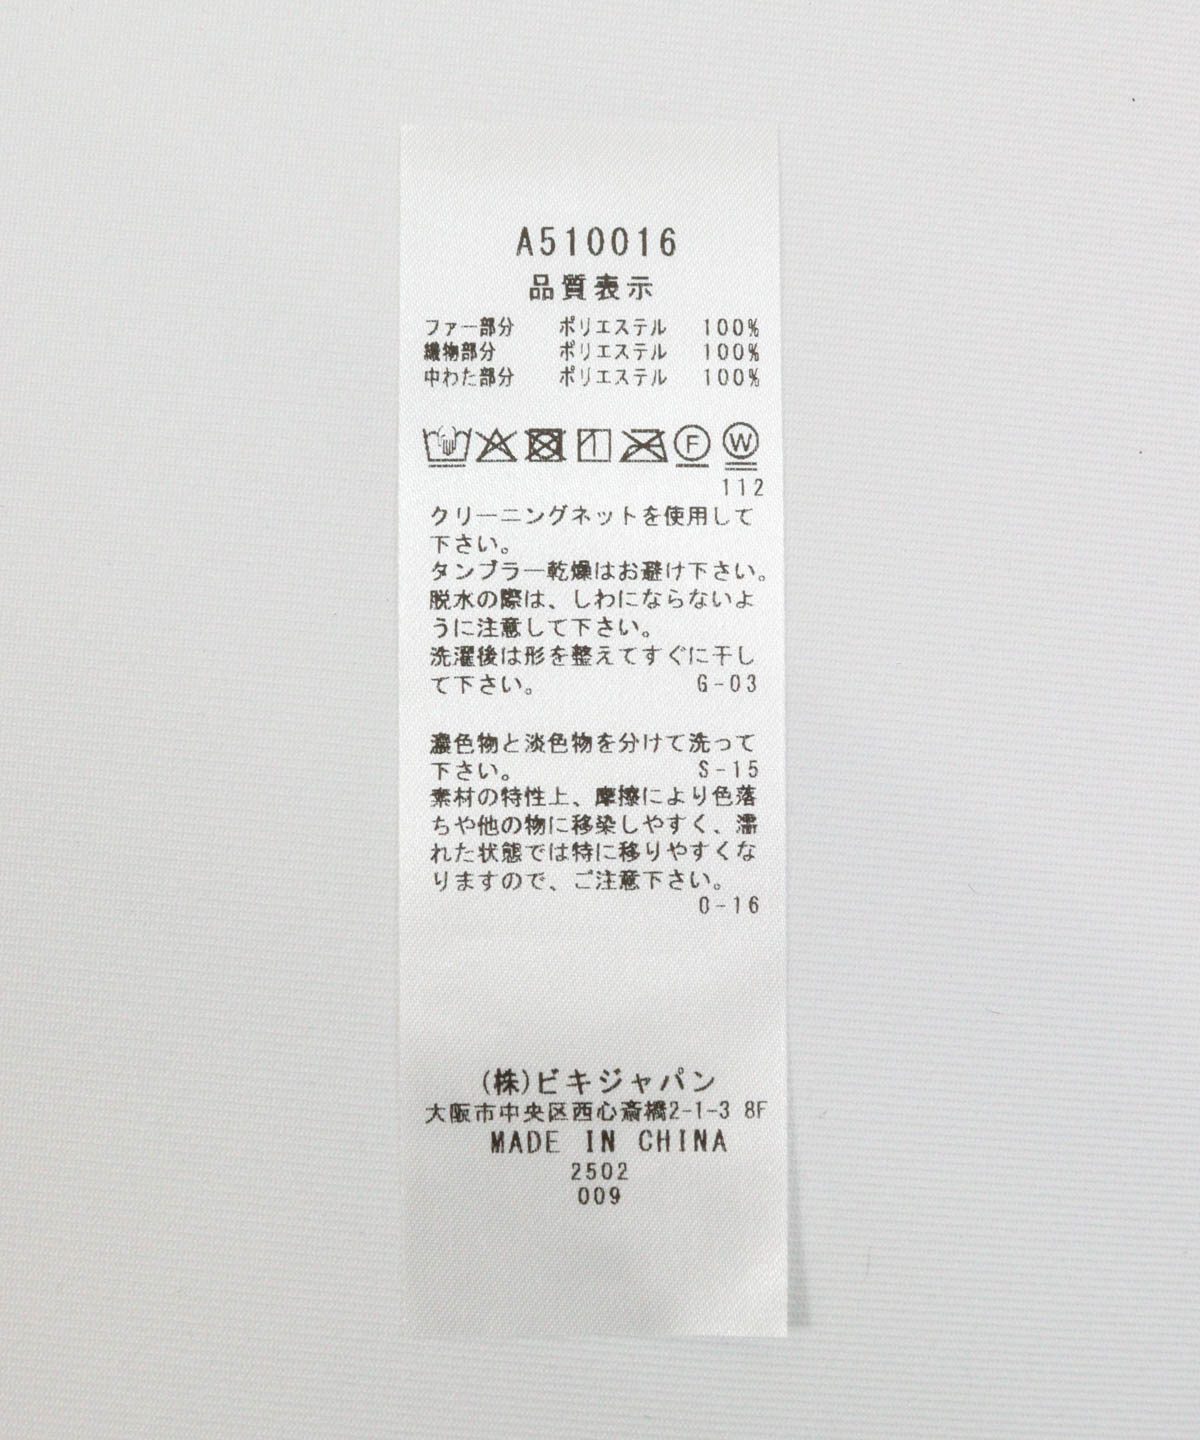 A510016
品質表示
ファー部分 ポリエステル 100%
織物部分 ポリエステル 100%
中わた部分 ポリエステル 100%
F W
112
クリーニングネットを使用して
下さい。
タンブラー乾燥はお避け下さい。
脱水の際は、しわにならないよ
うに注意して下さい。
洗濯後は形を整えてすぐに干し
て下さい。 G-03
濃色物と淡色物を分けて洗って
下さい。 S-15
素材の特性上、摩擦により色落
ちや他の物に移染しやすく、濡
れた状態では特に移りやすくな
りますので、ご注意下さい。
0-16
(株)ビキジャパン
大阪市中央区西心斎橋2-1-3 8F
MADE IN CHINA
2502
009